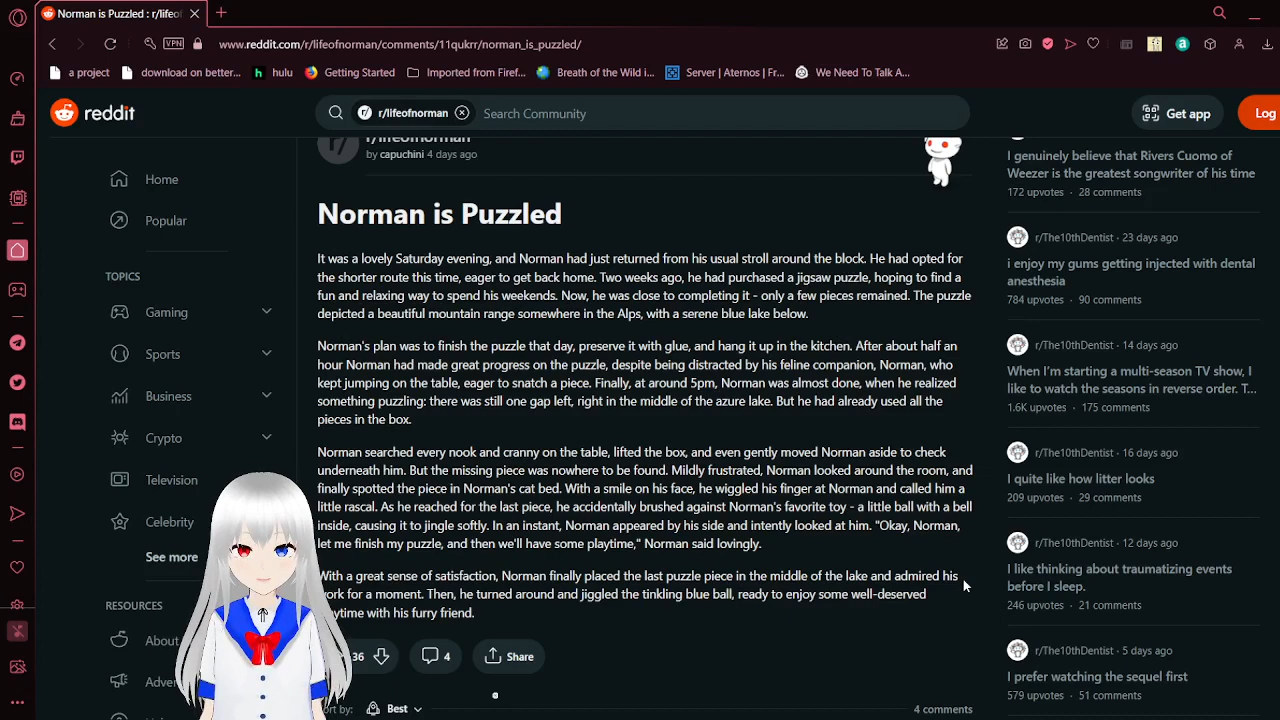 Norman is Puzzled : r/lifeof
www.reddit.com/r/lifeofnorman/comments/11qukrr/norman_is_puzzled/
VPN
a project
download on better...
hulu
Getting Started
Imported from Firef...
Breath of the Wild i...
Server | Aternos | Fr...
We Need To Talk A...
reddit
r/lifeofnorman
Search Community
Get app
Log
Home
Popular
TOPICS
Gaming
Sports
Business
Crypto
Television
Celebrity
See more
RESOURCES
About
Adver
r/lifeofnorman
by capuchini 4 days ago
Norman is Puzzled
It was a lovely Saturday evening, and Norman had just returned from his usual stroll around the block. He had opted for
the shorter route this time, eager to get back home. Two weeks ago, he had purchased a jigsaw puzzle, hoping to find a
fun and relaxing way to spend his weekends. Now, he was close to completing it - only a few pieces remained. The puzzle
depicted a beautiful mountain range somewhere in the Alps, with a serene blue lake below.
Norman's plan was to finish the puzzle that day, preserve it with glue, and hang it up in the kitchen. After about half an
hour Norman had made great progress on the puzzle, despite being distracted by his feline companion, Norman, who
kept jumping on the table, eager to snatch a piece. Finally, at around 5pm, Norman was almost done, when he realized
something puzzling: there was still one gap left, right in the middle of the azure lake. But he had already used all the
pieces in the box.
Norman searched every nook and cranny on the table, lifted the box, and even gently moved Norman aside to check
underneath him. But the missing piece was nowhere to be found. Mildly frustrated, Norman looked around the room, and
finally spotted the piece in Norman's cat bed. With a smile on his face, he wiggled his finger at Norman and called him a
little rascal. As he reached for the last piece, he accidentally brushed against Norman's favorite toy - a little ball with a bell
inside, causing it to jingle softly. In an instant, Norman appeared by his side and intently looked at him. "Okay, Norman,
let me finish my puzzle, and then we'll have some playtime," Norman said lovingly.
With a great sense of satisfaction, Norman finally placed the last puzzle piece in the middle of the lake and admired his
work for a moment. Then, he turned around and jiggled the tinkling blue ball, ready to enjoy some well-deserved
playtime with his furry friend.
36
4
Share
Sort by:
Best
4 comments
I genuinely believe that Rivers Cuomo of
Weezer is the greatest songwriter of his time
172 upvotes · 28 comments
r/The10thDentist · 23 days ago
i enjoy my gums getting injected with dental
anesthesia
784 upvotes · 90 comments
r/The10thDentist · 14 days ago
When I'm starting a multi-season TV show, I
like to watch the seasons in reverse order. T...
1.6K upvotes · 175 comments
r/The10thDentist · 16 days ago
I quite like how litter looks
209 upvotes · 29 comments
r/The10thDentist · 12 days ago
I like thinking about traumatizing events
before I sleep.
246 upvotes · 21 comments
r/The10thDentist · 5 days ago
I prefer watching the sequel first
579 upvotes · 51 comments